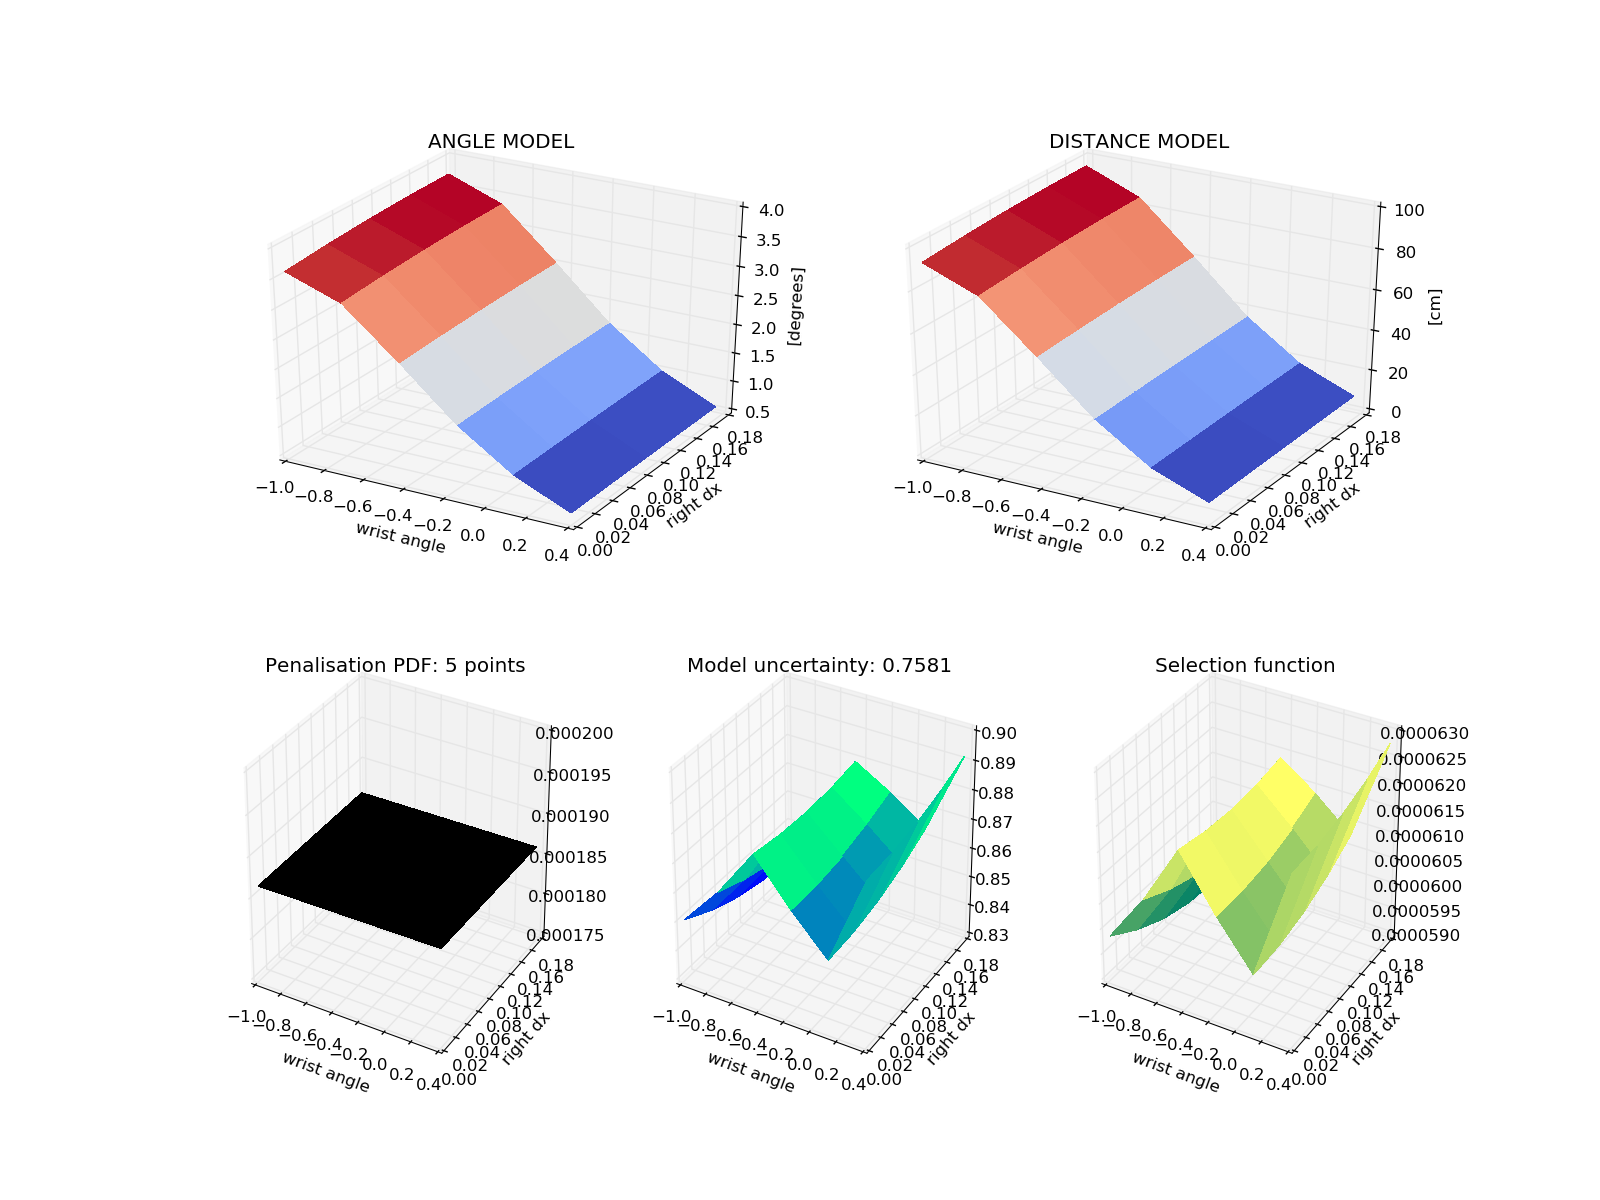 ANGLE MODEL
4.0
3.5
3.0
2.5
2.0
1.5
1.0
0.5
[degrees]
−1.0 −0.8 −0.6 −0.4 −0.2 0.0 0.2 0.4
wrist angle
0.00 0.02 0.04 0.06 0.08 0.10 0.12 0.14 0.16 0.18
right dx
DISTANCE MODEL
100
80
60
40
20
0
[cm]
−1.0 −0.8 −0.6 −0.4 −0.2 0.0 0.2 0.4
wrist angle
0.00 0.02 0.04 0.06 0.08 0.10 0.12 0.14 0.16 0.18
right dx
Penalisation PDF: 5 points
0.000200
0.000195
0.000190
0.000185
0.000180
0.000175
−1.0 −0.8 −0.6 −0.4 −0.2 0.0 0.2 0.4
wrist angle
0.00 0.02 0.04 0.06 0.08 0.10 0.12 0.14 0.16 0.18
right dx
Model uncertainty: 0.7581
0.90
0.89
0.88
0.87
0.86
0.85
0.84
0.83
−1.0 −0.8 −0.6 −0.4 −0.2 0.0 0.2 0.4
wrist angle
0.00 0.02 0.04 0.06 0.08 0.10 0.12 0.14 0.16 0.18
right dx
Selection function
0.0000630
0.0000625
0.0000620
0.0000615
0.0000610
0.0000605
0.0000600
0.0000595
0.0000590
−1.0 −0.8 −0.6 −0.4 −0.2 0.0 0.2 0.4
wrist angle
0.00 0.02 0.04 0.06 0.08 0.10 0.12 0.14 0.16 0.18
right dx